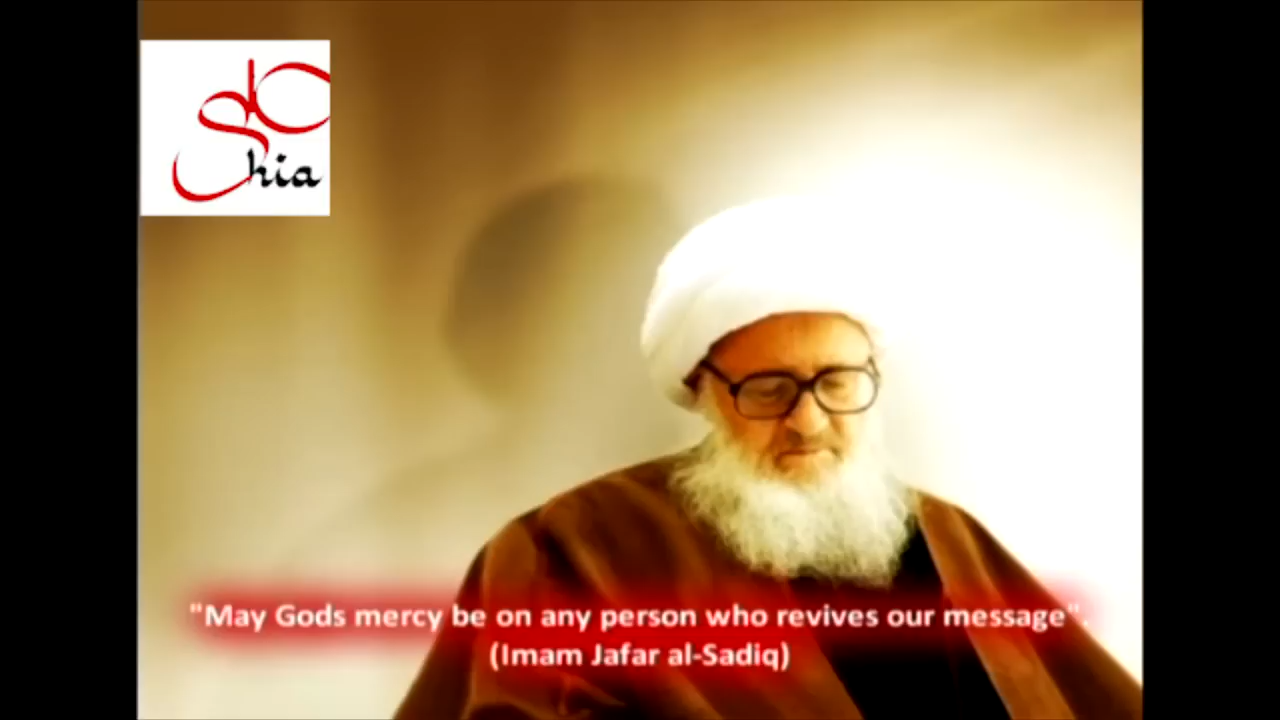 Shia
"May Gods mercy be on any person who revives our message".
(Imam Jafar al-Sadiq)